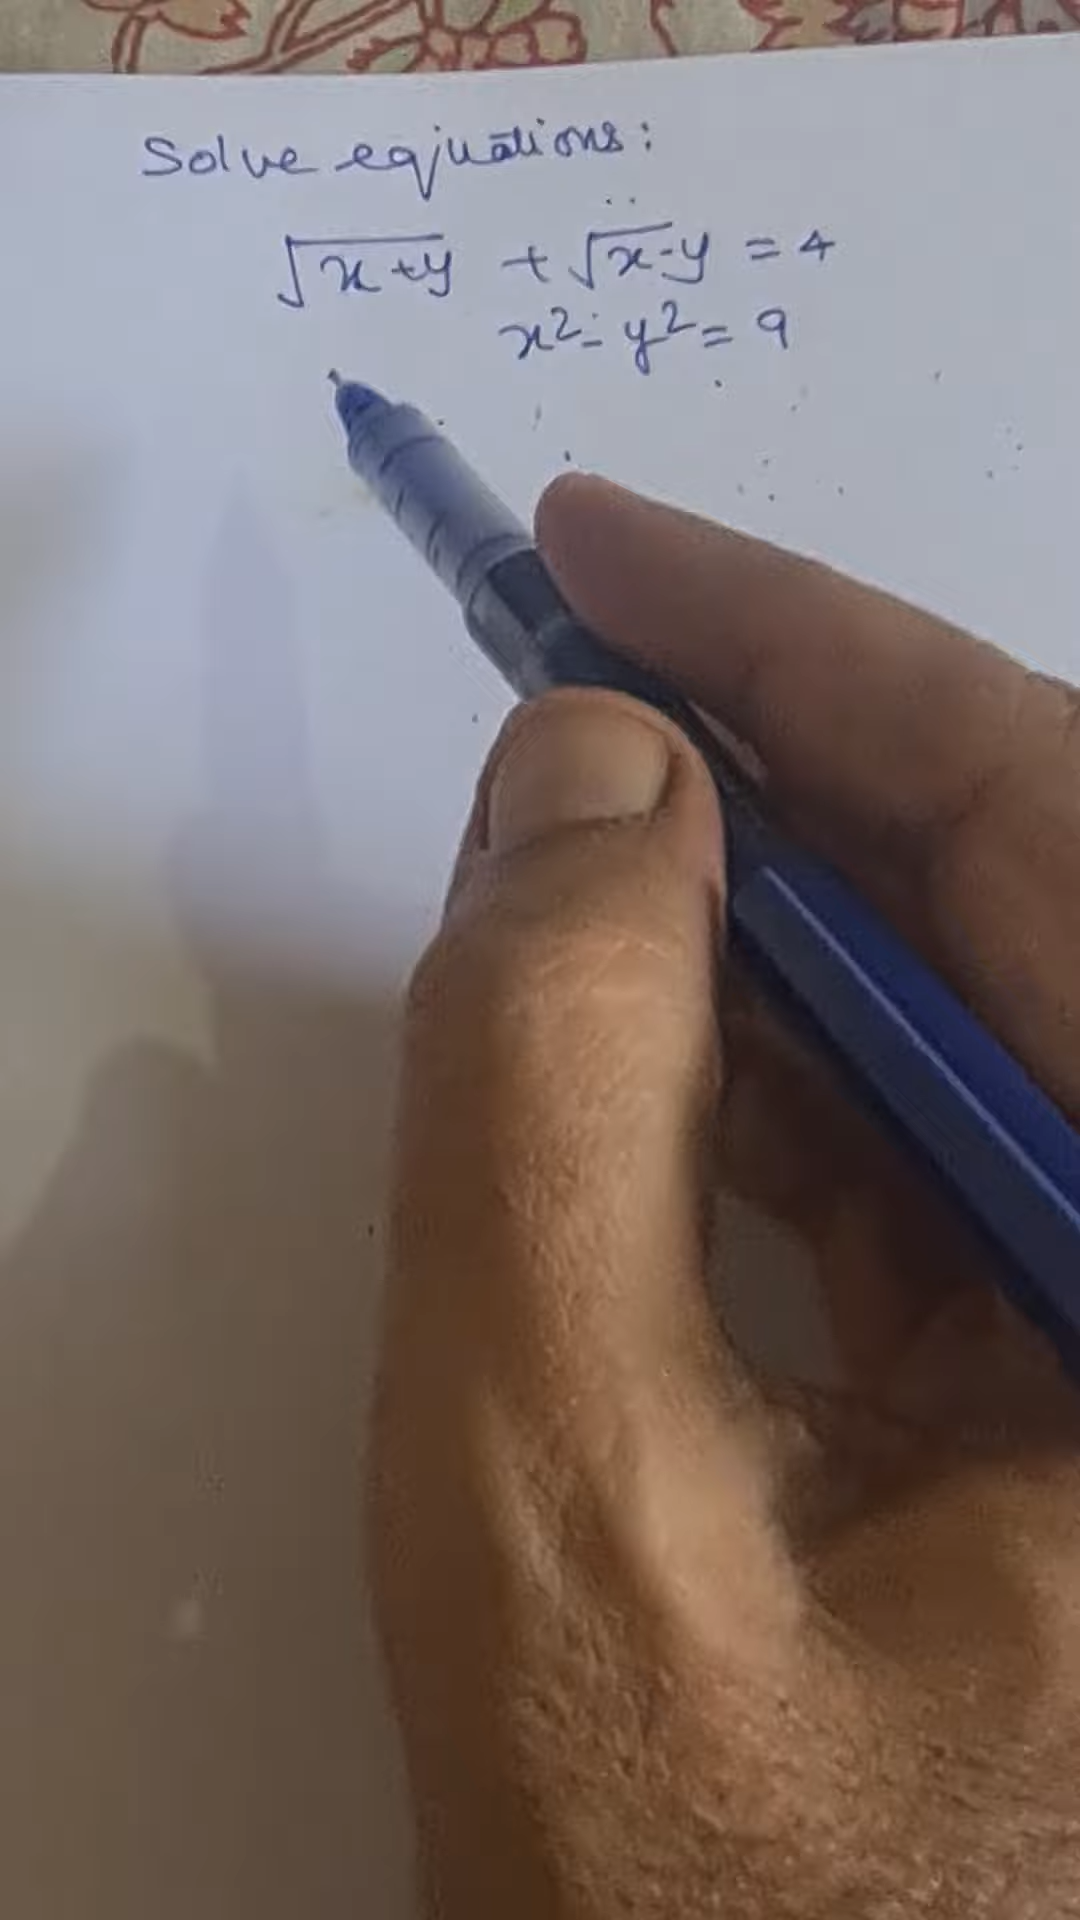 Solve equations:
√x+y + √x-y = 4
x² - y² = 9